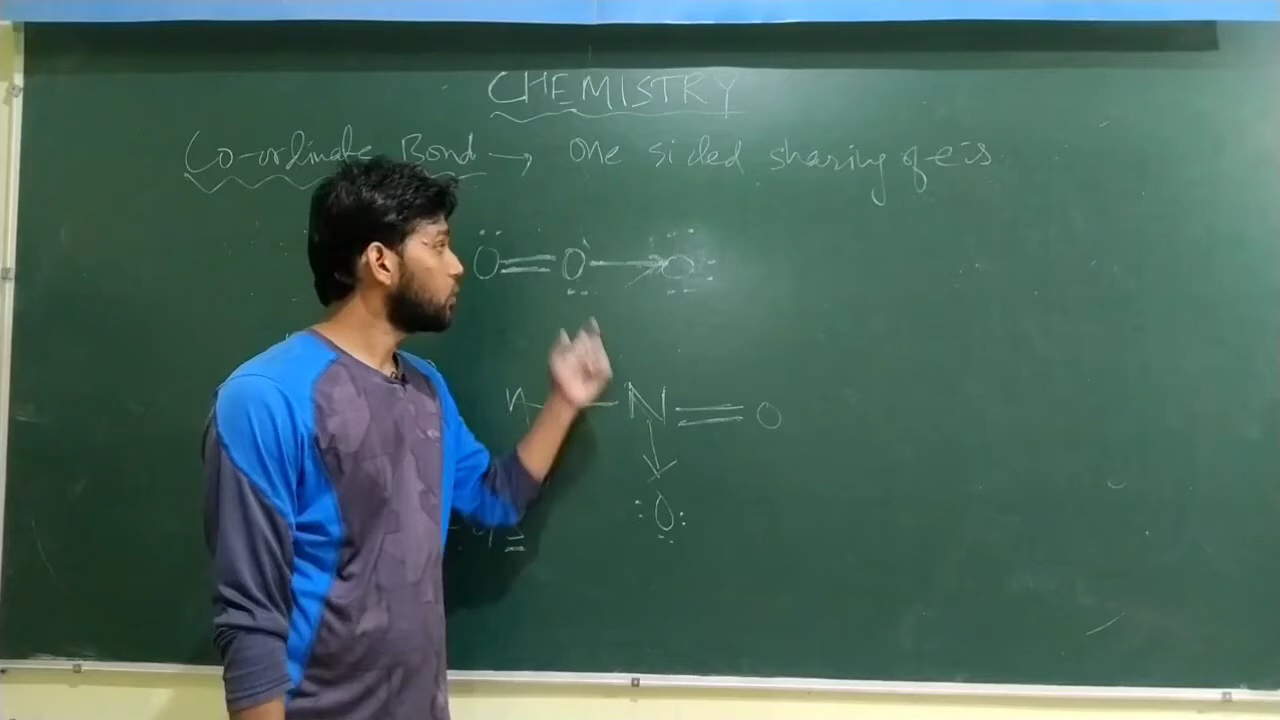 CHEMISTRY
Co-ordinate Bond → One sided sharing of e⁻s
O = O → O
N = O
O